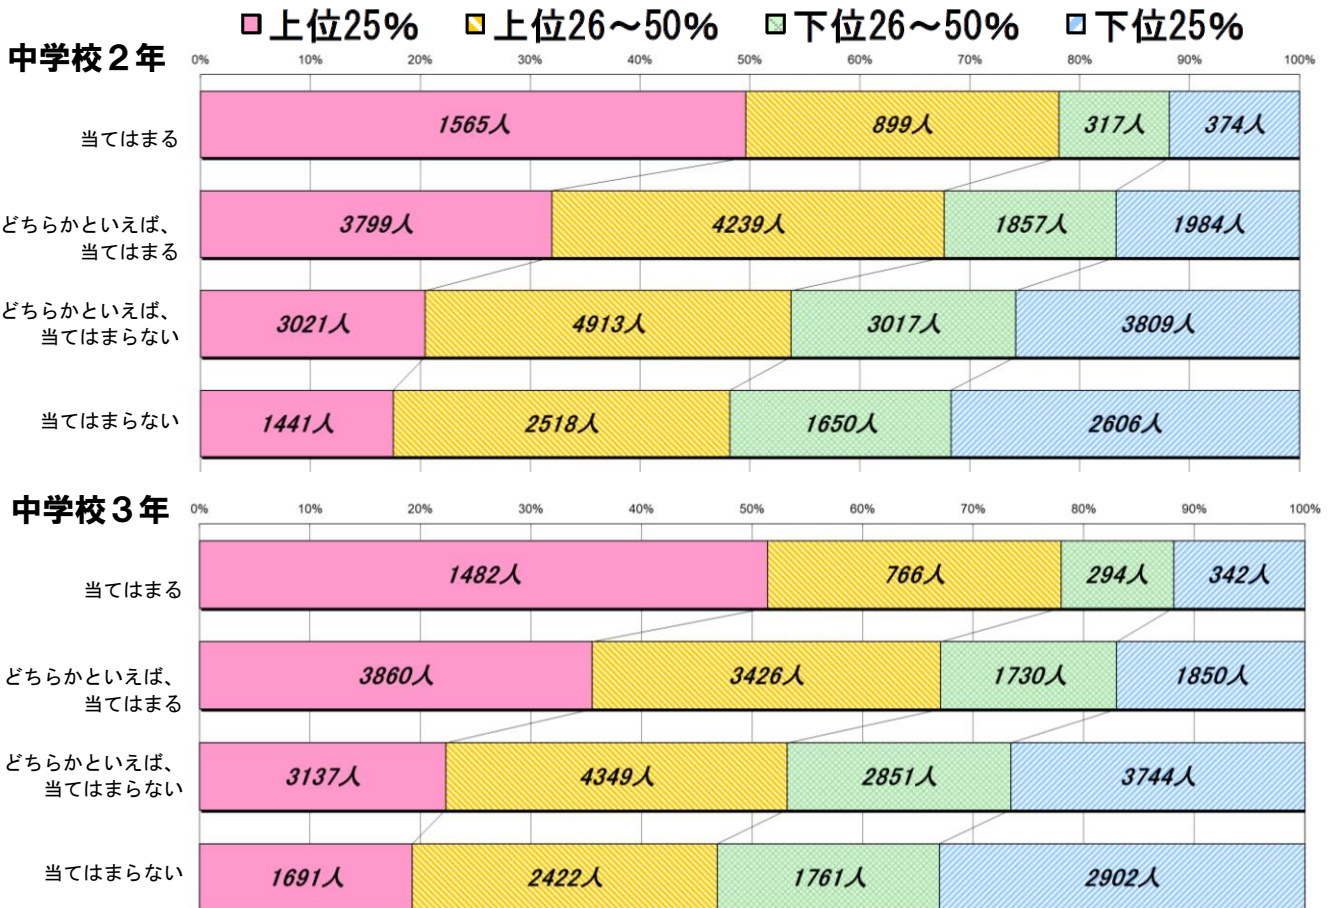 上位25% 上位26～50% 下位26～50% 下位25%
中学校２年
0% 10% 20% 30% 40% 50% 60% 70% 80% 90% 100%
当てはまる
1565人 899人 317人 374人
どちらかといえば、
当てはまる
3799人 4239人 1857人 1984人
どちらかといえば、
当てはまらない
3021人 4913人 3017人 3809人
当てはまらない
1441人 2518人 1650人 2606人
中学校３年
0% 10% 20% 30% 40% 50% 60% 70% 80% 90% 100%
当てはまる
1482人 766人 294人 342人
どちらかといえば、
当てはまる
3860人 3426人 1730人 1850人
どちらかといえば、
当てはまらない
3137人 4349人 2851人 3744人
当てはまらない
1691人 2422人 1761人 2902人